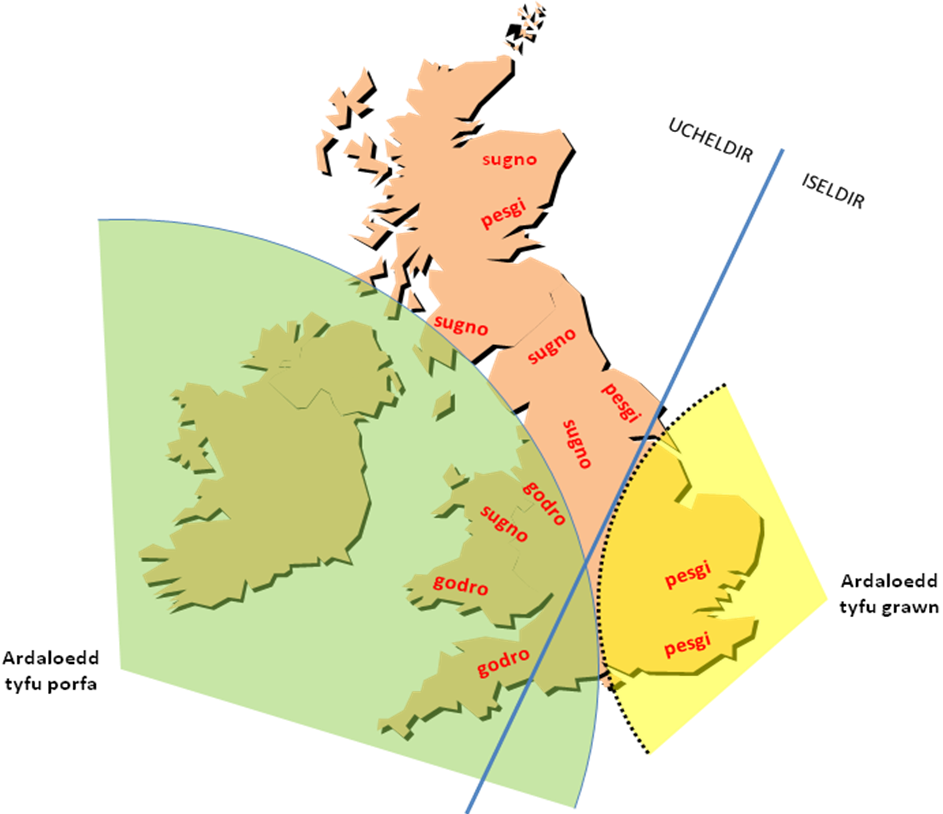 UCHELDIR
ISELDIR
sugno
pesgi
sugno
sugno
pesgi
sugno
godro
sugno
godro
pesgi
godro
pesgi
Ardaloedd
tyfu grawn
Ardaloedd
tyfu porfa